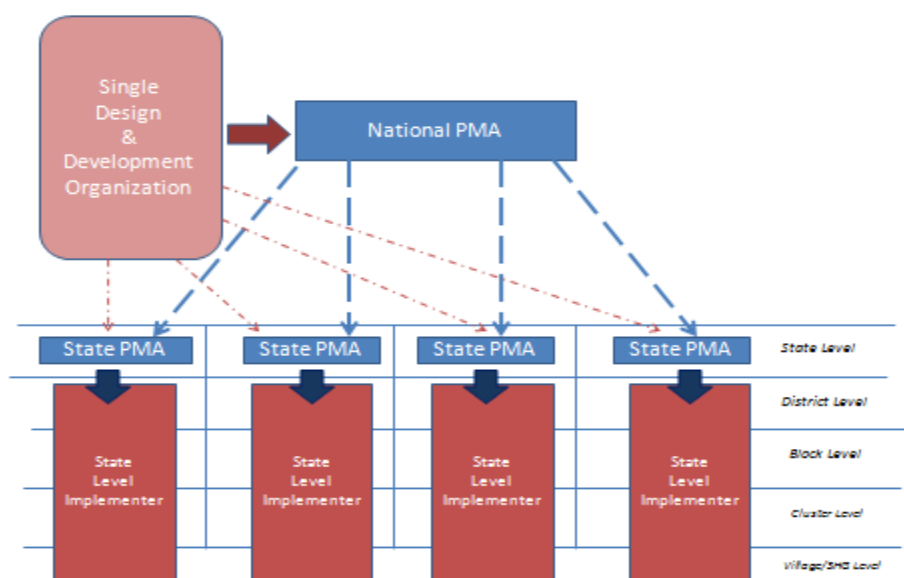 Single
Design
&
Development
Organization
National PMA
State PMA
State PMA
State PMA
State PMA
State Level
District Level
Block Level
Cluster Level
Village/SHG Level
State
Level
Implementer
State
Level
Implementer
State
Level
Implementer
State
Level
Implementer